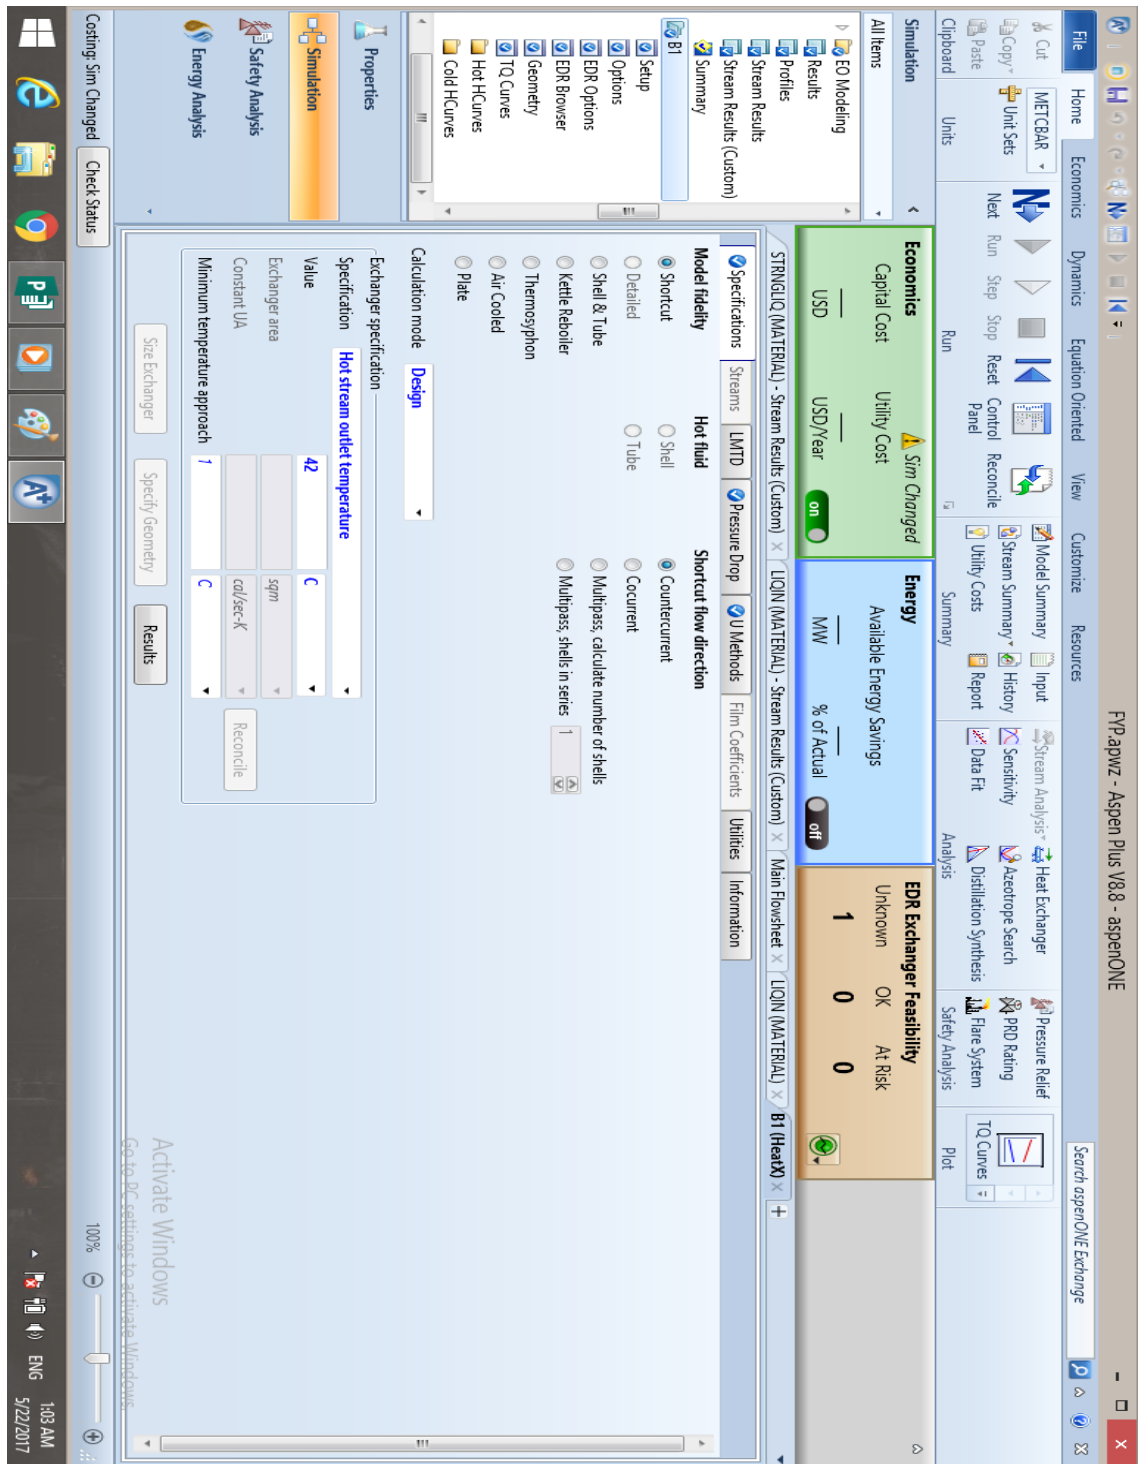 FYP.apwz - Aspen Plus V8.8 - aspenONE
File Home Economics Dynamics Equation Oriented View Customize Resources Search aspenONE Exchange
Cut METCBAR Model Summary Input Stream Analysis Heat Exchanger Pressure Relief
Copy Unit Sets Next Run Step Stop Reset Control Panel Reconcile Stream Summary History Sensitivity Azeotrope Search PRD Rating
Paste Utility Costs Report Data Fit Distillation Synthesis Flare System TQ Curves
Clipboard Units Run Summary Analysis Safety Analysis Plot
Simulation
All Items
EO Modeling
Results
Profiles
Stream Results
Stream Results (Custom)
Summary
B1
Setup
Options
EDR Options
EDR Browser
Geometry
TQ Curves
Hot HCurves
Cold HCurves
Properties
Simulation
Safety Analysis
Energy Analysis
Economics Sim Changed
Capital Cost Utility Cost
USD USD/Year on
Energy
Available Energy Savings
MW % of Actual off
EDR Exchanger Feasibility
Unknown OK At Risk
1 0 0
STRNGLIQ (MATERIAL) - Stream Results (Custom) LIQIN (MATERIAL) - Stream Results (Custom) Main Flowsheet LIQIN (MATERIAL) B1 (HeatX)
Specifications Streams LMTD Pressure Drop U Methods Film Coefficients Utilities Information
Model fidelity Hot fluid Shortcut flow direction
Shortcut Shell Countercurrent
Detailed Tube Cocurrent
Shell & Tube Multipass, calculate number of shells
Kettle Reboiler Multipass, shells in series 1
Thermosyphon
Air Cooled
Plate
Calculation mode Design
Exchanger specification
Specification Hot stream outlet temperature
Value 42 C
Exchanger area sqm
Constant UA cal/sec-K Reconcile
Minimum temperature approach 1 C
Size Exchanger Specify Geometry Results
Activate Windows
Go to PC settings to activate Windows.
Costing: Sim Changed Check Status 100%
ENG 1:03 AM
5/22/2017